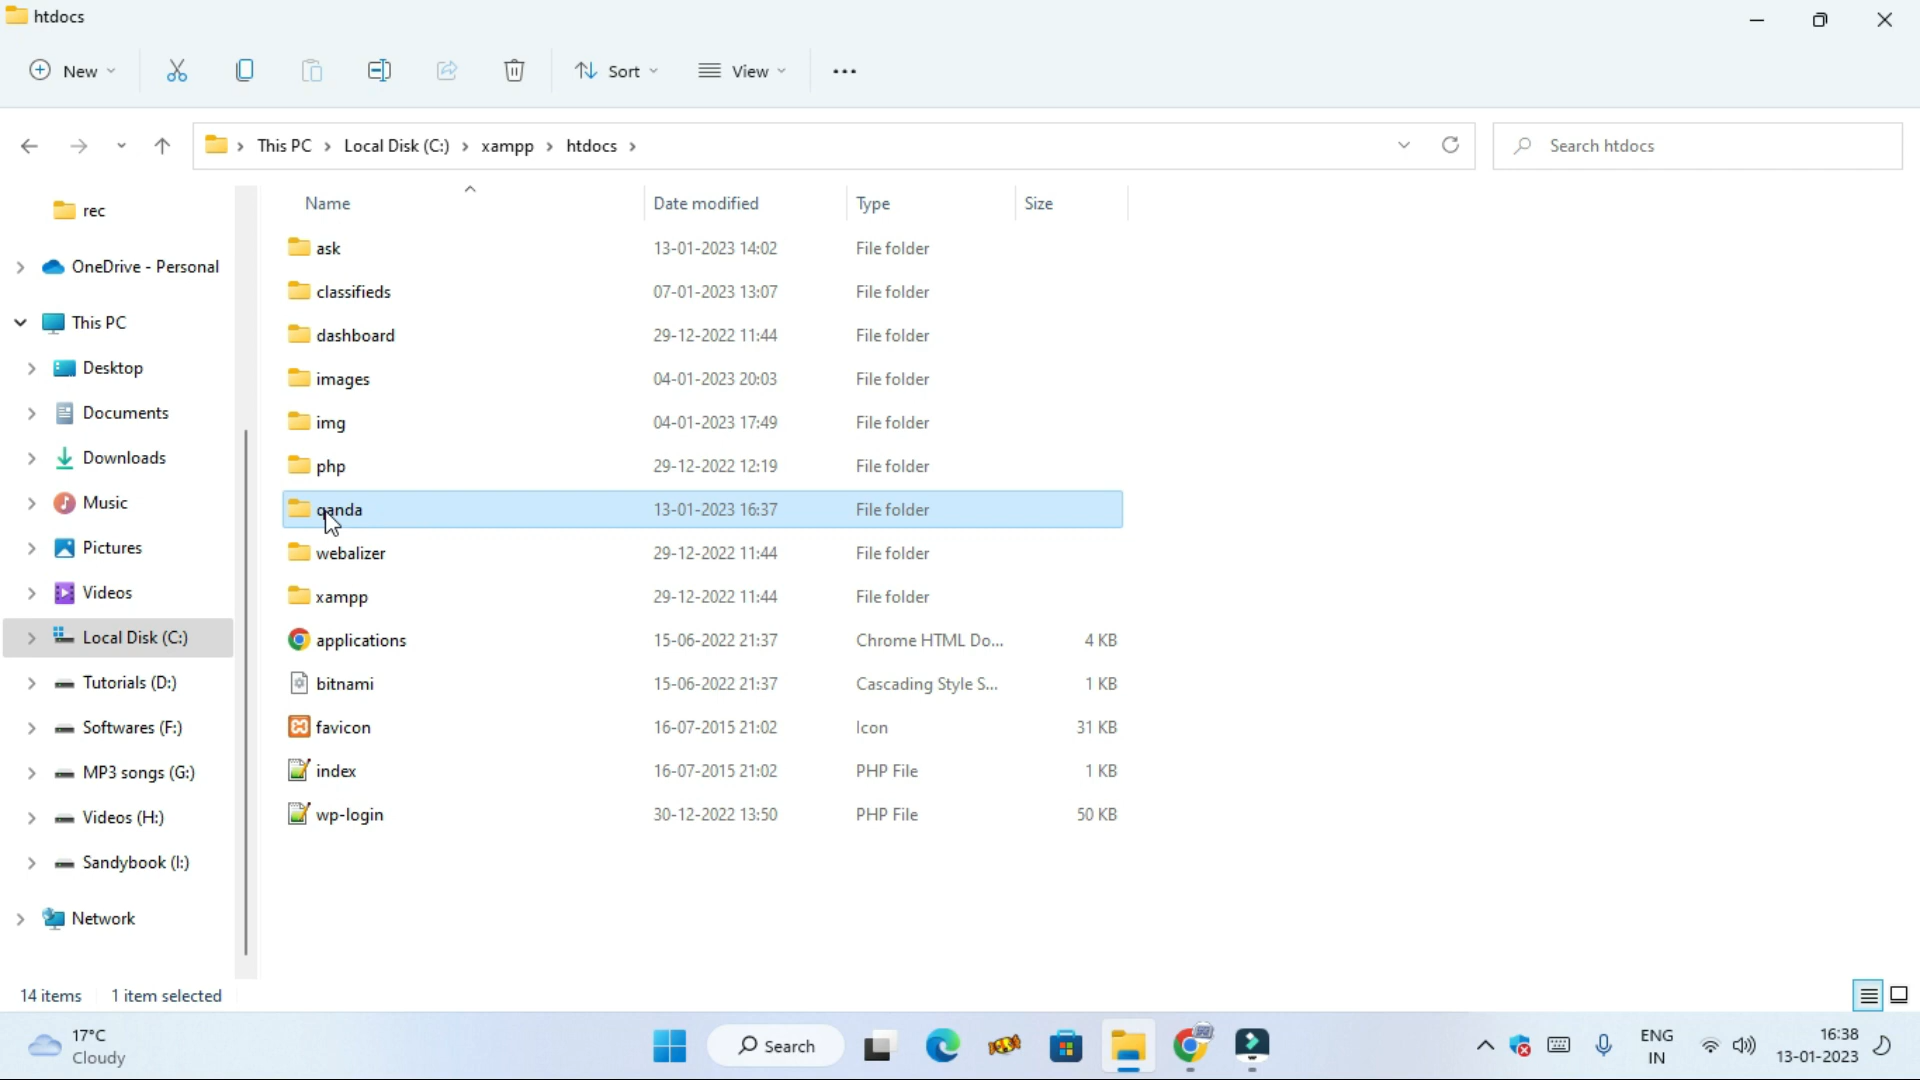 htdocs
New
Sort
View
This PC > Local Disk (C:) > xampp > htdocs >
Search htdocs
rec
OneDrive - Personal
This PC
Desktop
Documents
Downloads
Music
Pictures
Videos
Local Disk (C:)
Tutorials (D:)
Softwares (F:)
MP3 songs (G:)
Videos (H:)
Sandybook (I:)
Network
Name Date modified Type Size
ask 13-01-2023 14:02 File folder
classifieds 07-01-2023 13:07 File folder
dashboard 29-12-2022 11:44 File folder
images 04-01-2023 20:03 File folder
img 04-01-2023 17:49 File folder
php 29-12-2022 12:19 File folder
qanda 13-01-2023 16:37 File folder
webalizer 29-12-2022 11:44 File folder
xampp 29-12-2022 11:44 File folder
applications 15-06-2022 21:37 Chrome HTML Do... 4 KB
bitnami 15-06-2022 21:37 Cascading Style S... 1 KB
favicon 16-07-2015 21:02 Icon 31 KB
index 16-07-2015 21:02 PHP File 1 KB
wp-login 30-12-2022 13:50 PHP File 50 KB
14 items 1 item selected
17°C
Cloudy
Search
ENG
IN
16:38
13-01-2023